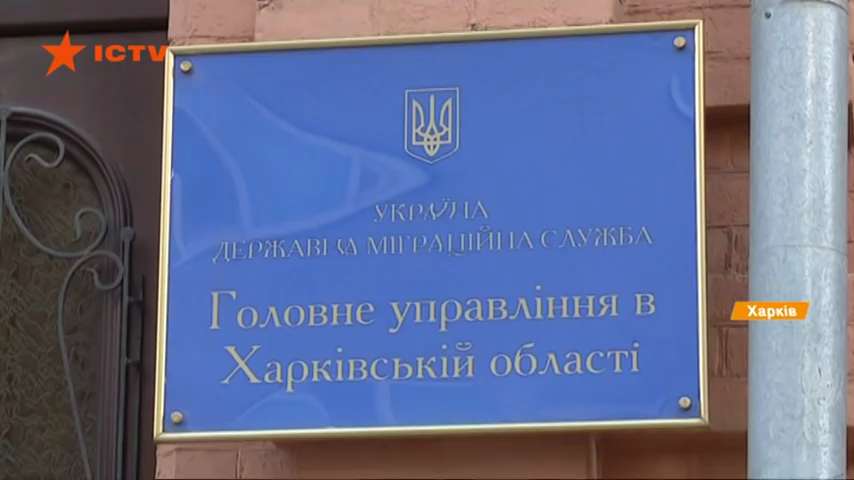 ICTV
УКРАЇНА
ДЕРЖАВНА МІГРАЦІЙНА СЛУЖБА
Головне управління в
Харківській області
Харків